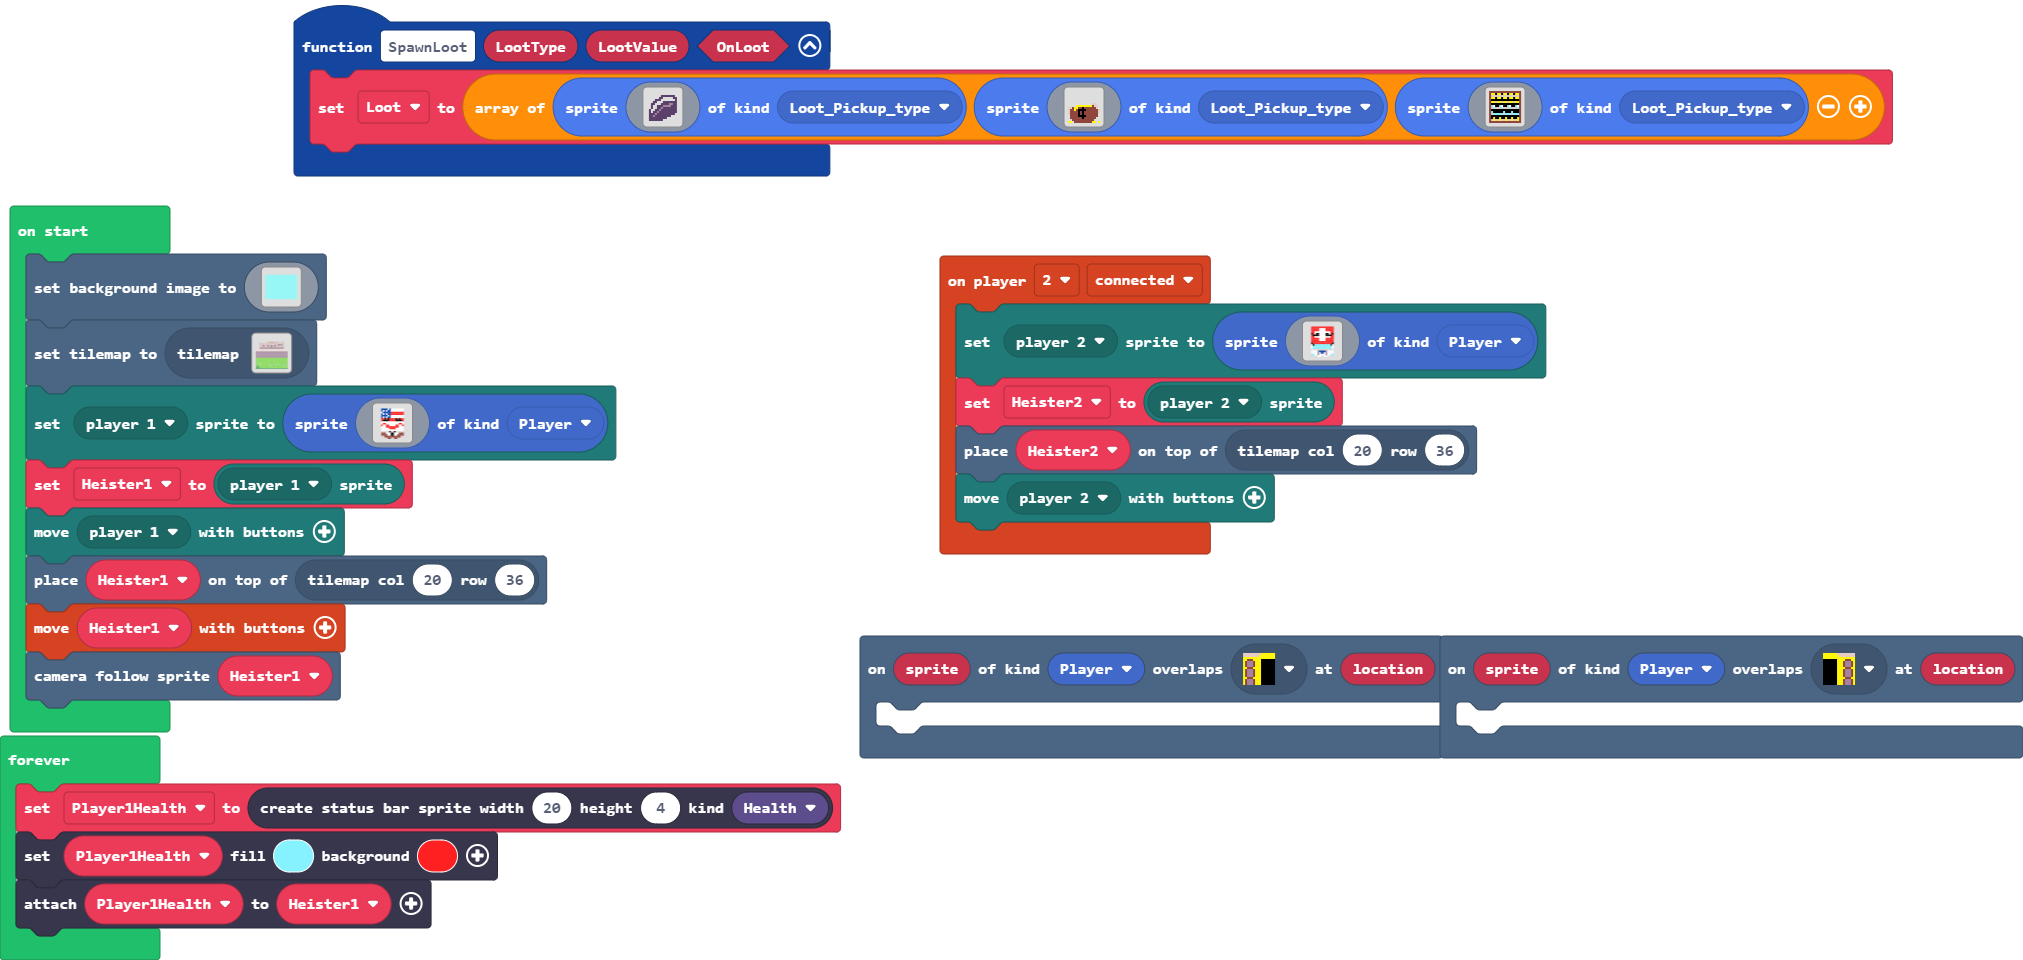 function SpawnLoot LootType LootValue OnLoot
set Loot to array of sprite of kind Loot_Pickup_type sprite of kind Loot_Pickup_type sprite of kind Loot_Pickup_type
on start
set background image to
set tilemap to tilemap
set player 1 sprite to sprite of kind Player
set Heister1 to player 1 sprite
move player 1 with buttons
place Heister1 on top of tilemap col 20 row 36
move Heister1 with buttons
camera follow sprite Heister1
on player 2 connected
set player 2 sprite to sprite of kind Player
set Heister2 to player 2 sprite
place Heister2 on top of tilemap col 20 row 36
move player 2 with buttons
on sprite of kind Player overlaps at location
on sprite of kind Player overlaps at location
forever
set Player1Health to create status bar sprite width 20 height 4 kind Health
set Player1Health fill background
attach Player1Health to Heister1